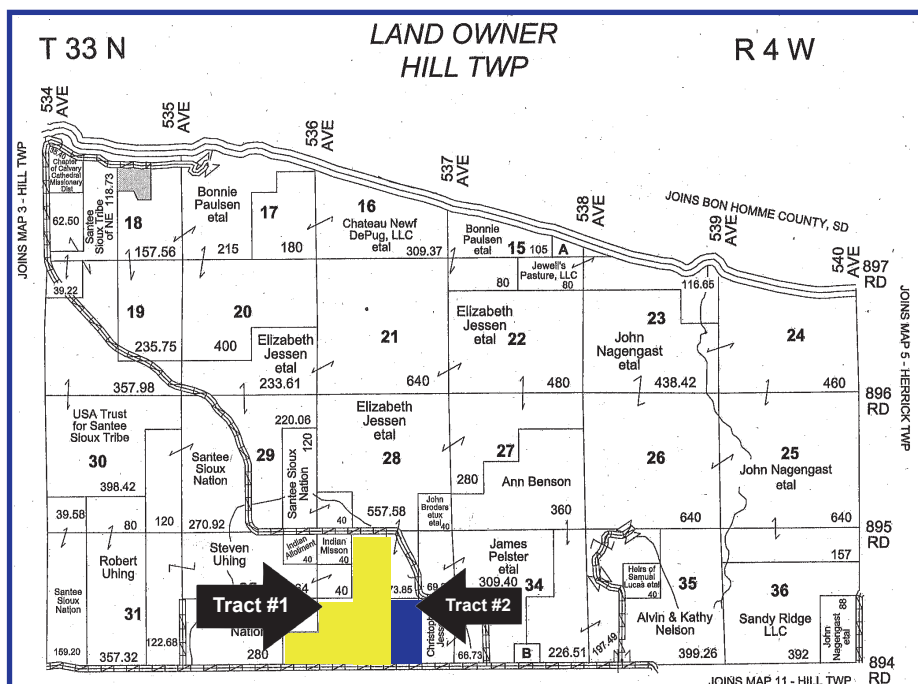 LAND OWNER
T 33 N
R 4 W
HILL TWP
534
AVE
535
AVE
536
AVE
537
AVE
538
AVE
539
AVE
540
AVE
JOINS MAP 3 - HILL TWP
JOINS BON HOMME COUNTY, SD
897
RD
Chapter
of Calvary
Cathedral
Missionary
Dist
62.50
Santee
Sioux Tribe
of NE
118.73
18
157.56
Bonnie
Paulsen
etal
215
17
180
16
Chateau Newf
DePug, LLC
etal
309.37
Bonnie
Paulsen
etal
15
105
A
Jewell's
Pasture, LLC
80
80
39.22
19
235.75
20
400
Elizabeth
Jessen
etal
233.61
21
640
Elizabeth
Jessen
etal
22
480
23
John
Nagengast
etal
438.42
116.65
24
460
357.98
896
RD
JOINS MAP 5 - HERRICK TWP
USA Trust
for Santee
Sioux Tribe
30
398.42
120
Santee
Sioux
Nation
270.92
29
220.06
Santee Sioux
Nation
120
40
Elizabeth
Jessen
etal
28
557.58
John
Broders
etux
etal
40
280
27
Ann Benson
360
26
640
25
John Nagengast
etal
640
895
RD
39.58
80
Robert
Uhing
Santee
Sioux
Nation
159.20
31
357.32
122.68
Steven
Uhling
Indian
Allotment
40
Indian
Misson
40
40
Tract #1
280
73.85
Tract #2
James
Pelster
etal
309.40
34
66.73
B
226.51
197.49
Heirs of
Samuel
Lucas etal
40
35
Alvin & Kathy
Nelson
399.26
157
36
Sandy Ridge
LLC
392
John
Nagengast
etal
88
894
RD
JOINS MAP 11 - HILL TWP